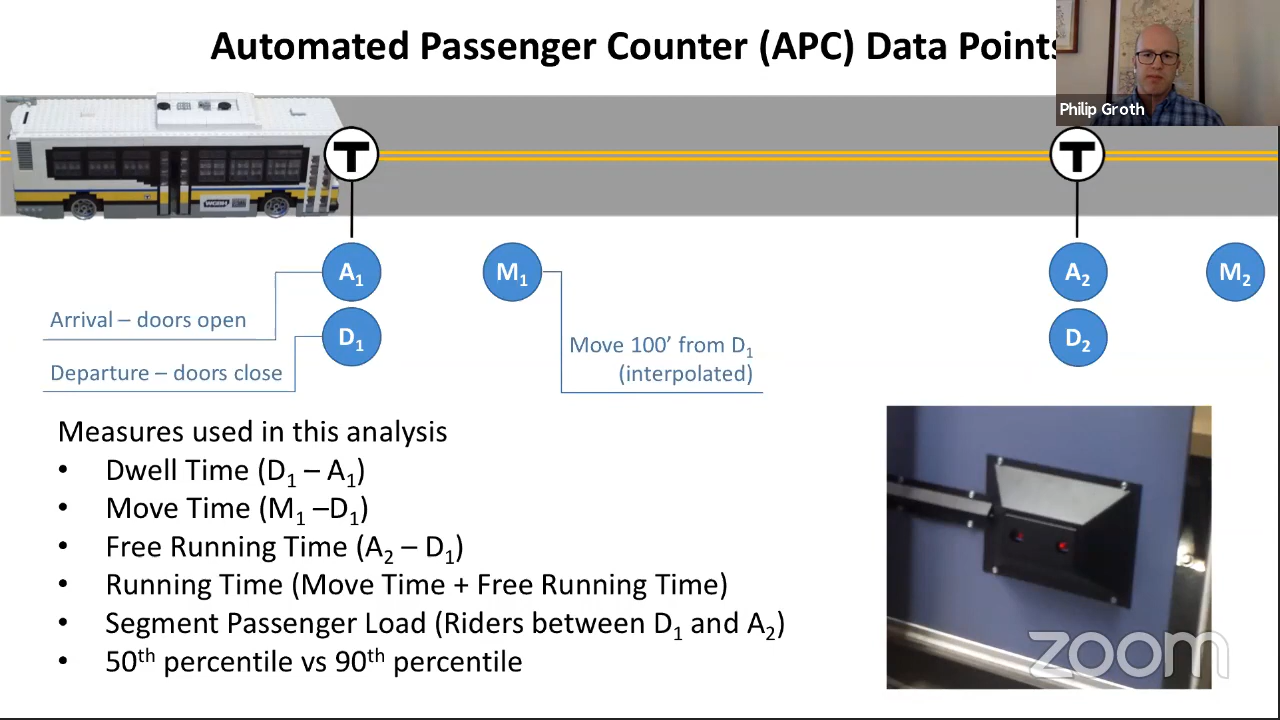 Automated Passenger Counter (APC) Data Points
Philip Groth
T
T
A1
M1
A2
M2
Arrival – doors open
D1
D2
Move 100’ from D1
(interpolated)
Departure – doors close
Measures used in this analysis
• Dwell Time (D1 – A1)
• Move Time (M1 –D1)
• Free Running Time (A2 – D1)
• Running Time (Move Time + Free Running Time)
• Segment Passenger Load (Riders between D1 and A2)
• 50th percentile vs 90th percentile
zoom